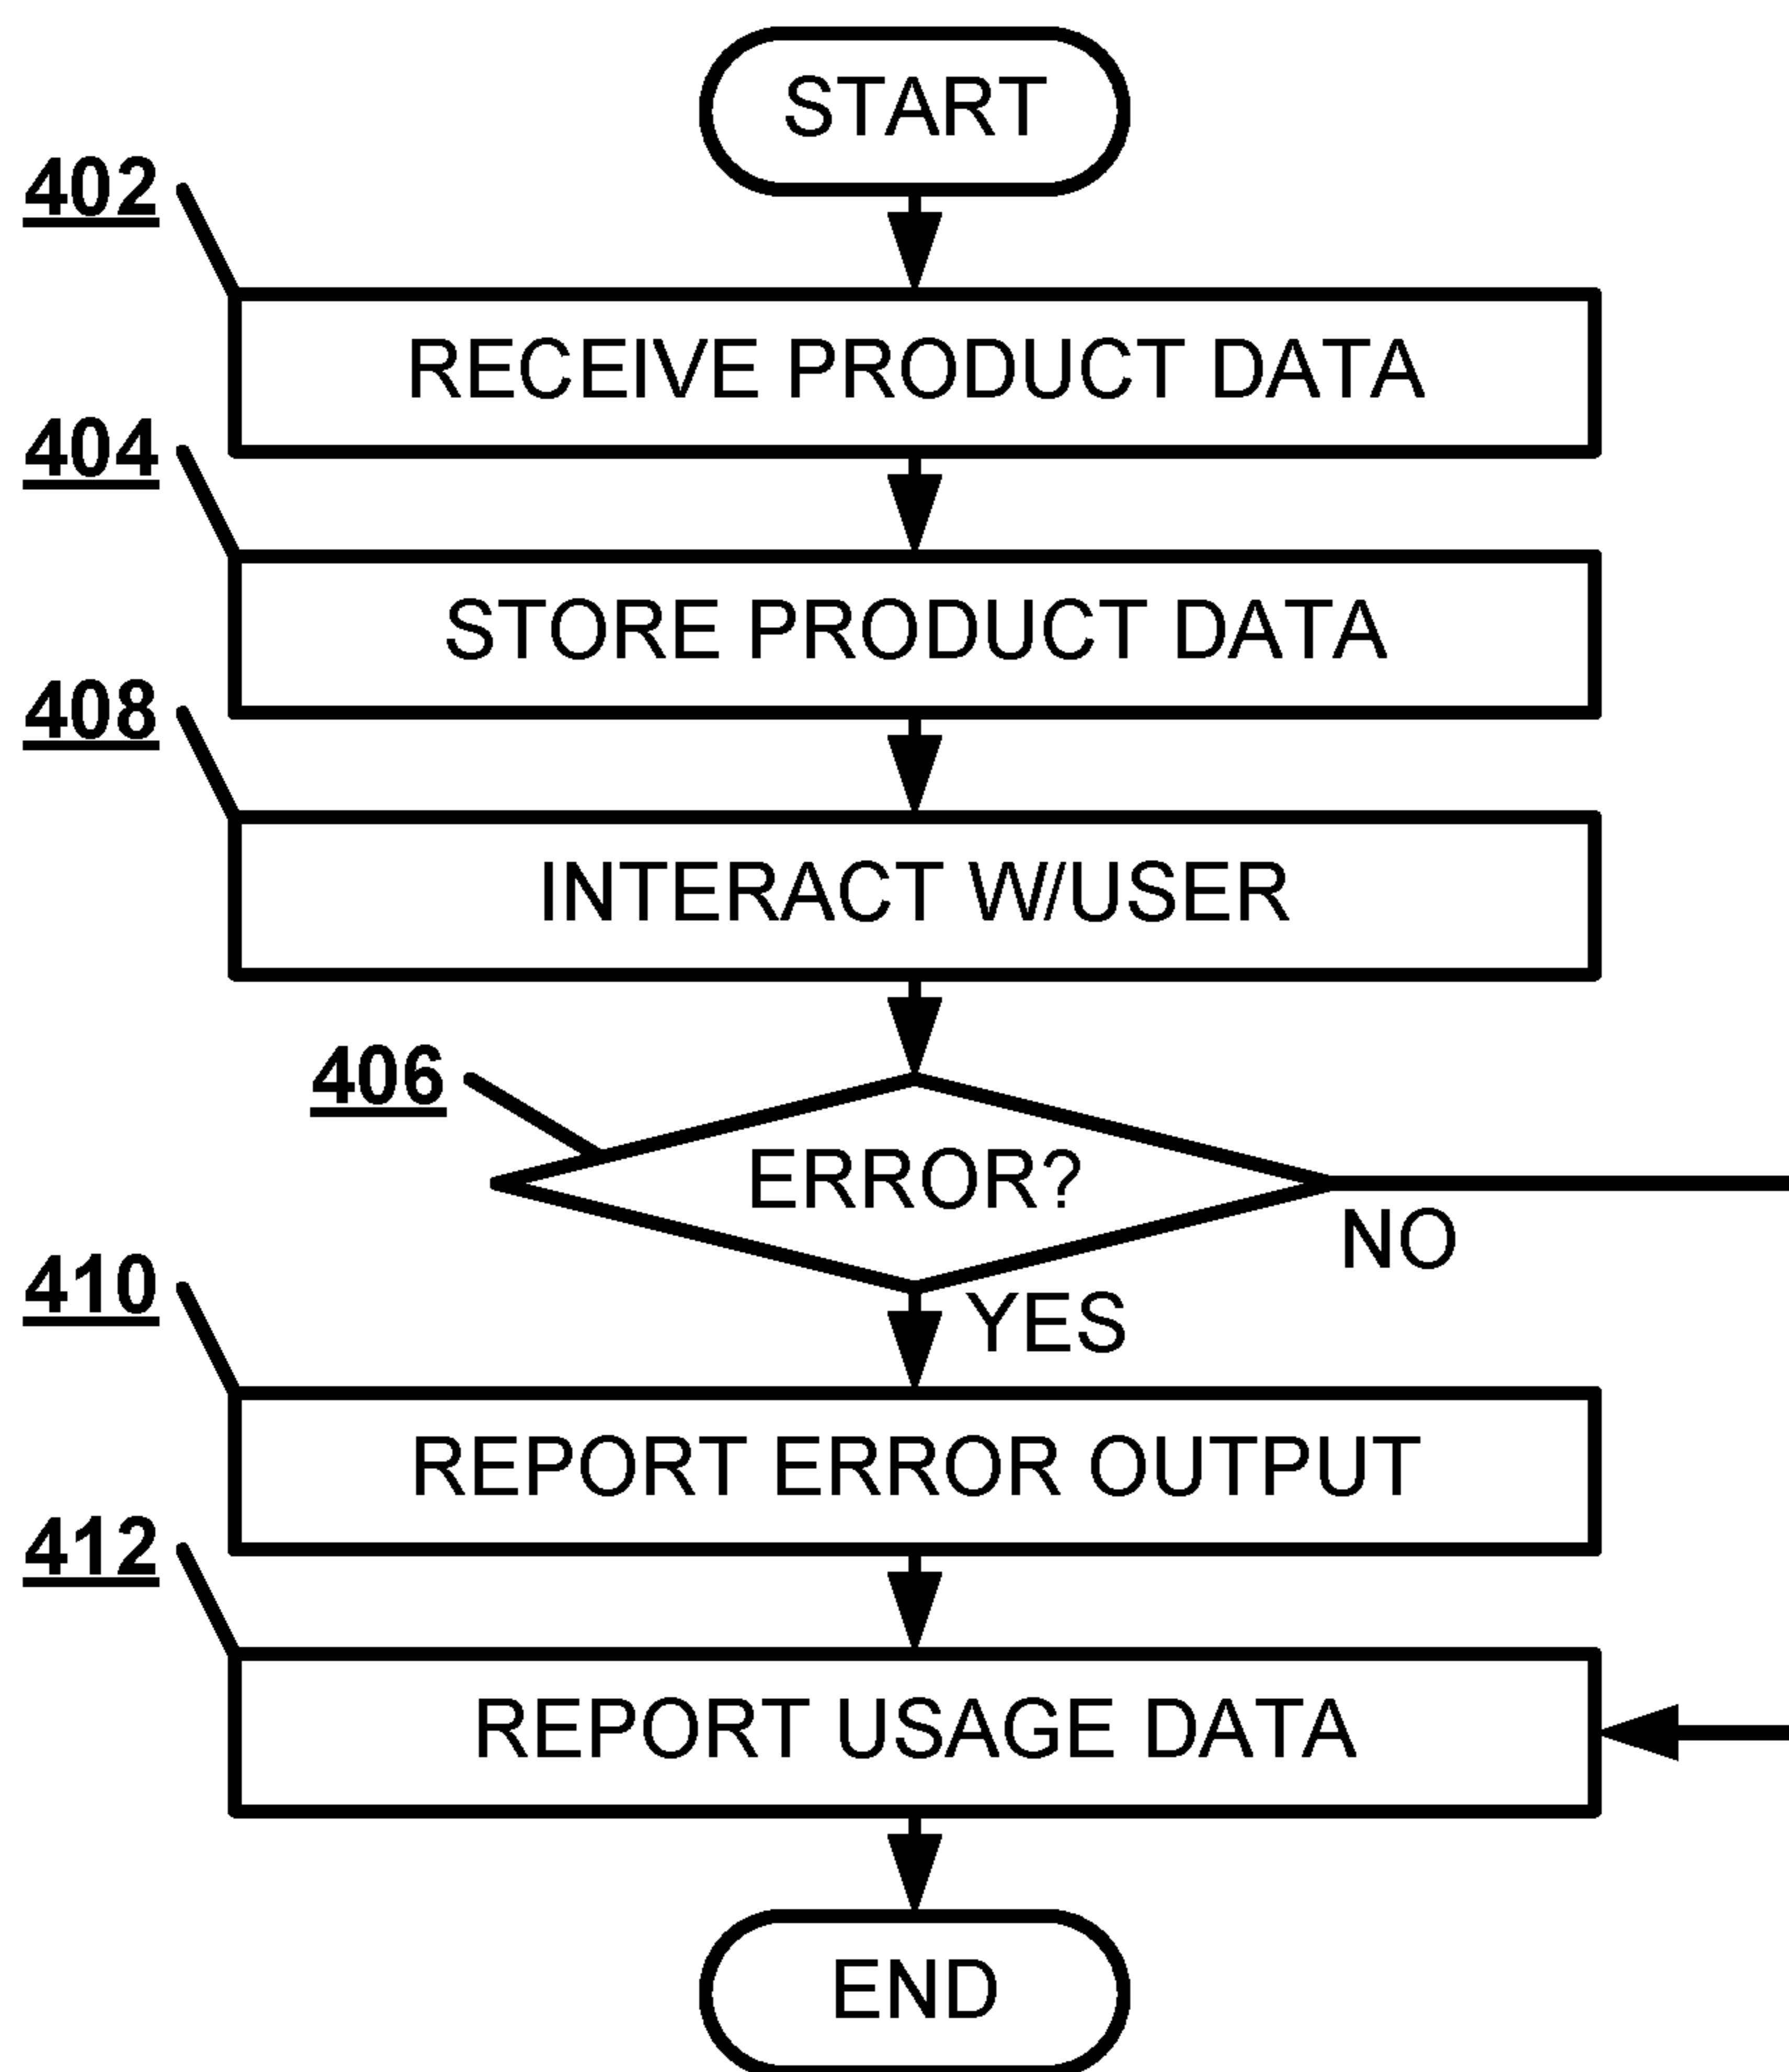 START
402
RECEIVE PRODUCT DATA
404
STORE PRODUCT DATA
408
INTERACT W/USER
406
ERROR?
NO
YES
410
REPORT ERROR OUTPUT
412
REPORT USAGE DATA
END